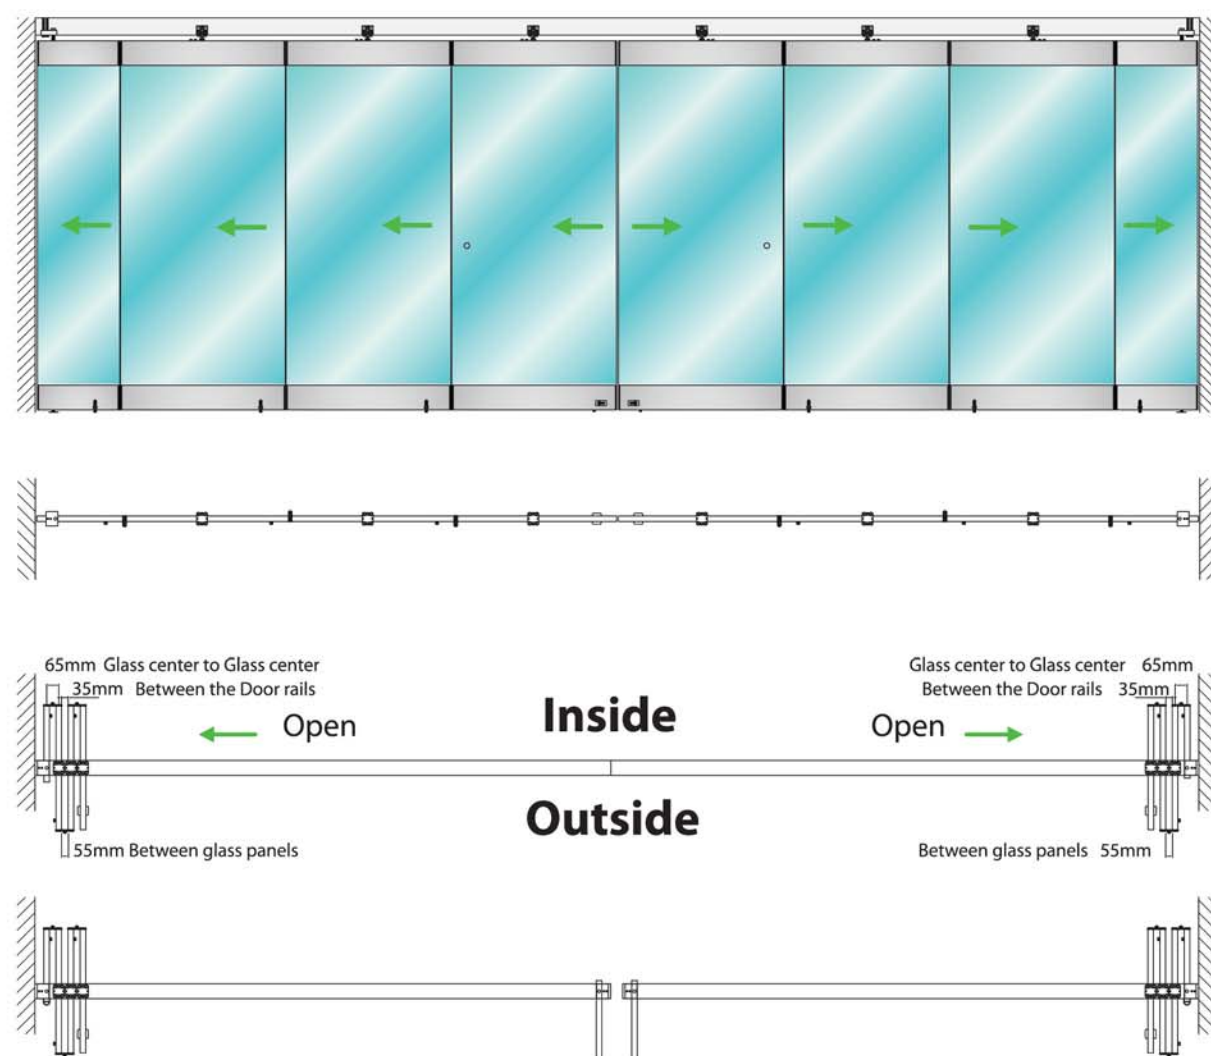 65mm Glass center to Glass center
35mm Between the Door rails
Glass center to Glass center 65mm
Between the Door rails 35mm
Open
Inside
Open
Outside
55mm Between glass panels
Between glass panels 55mm